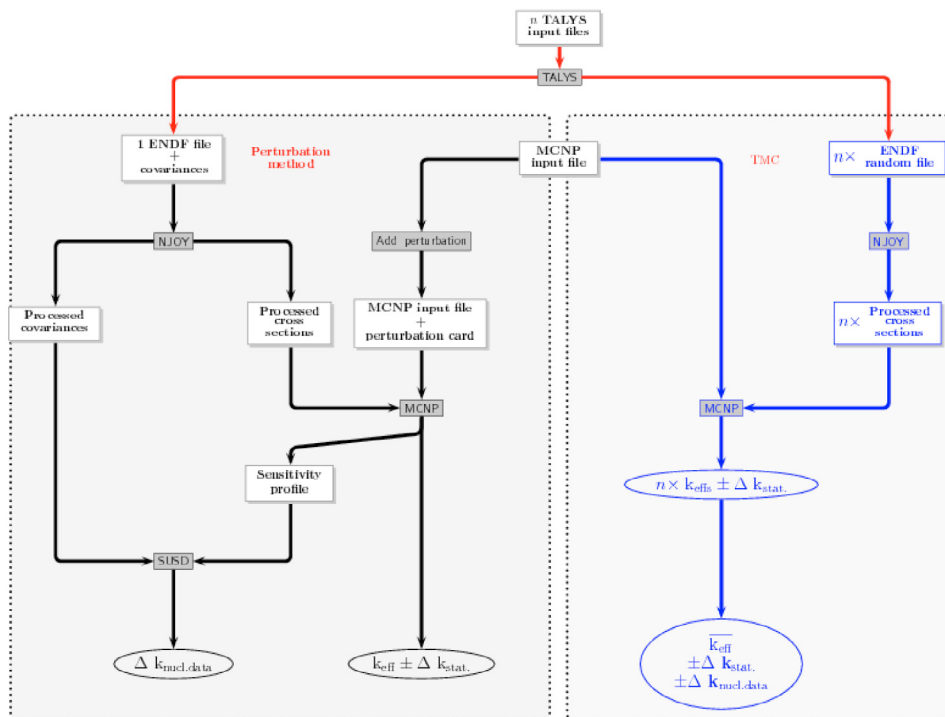 n TALYS
input files
TALYS
1 ENDF file
+
covariances
Perturbation
method
MCNP
input file
TMC
n× ENDF
random file
NJOY
Add perturbation
NJOY
Processed
covariances
Processed
cross
sections
MCNP input file
+
perturbation card
n× Processed
cross
sections
MCNP
MCNP
Sensitivity
profile
n× k_effs ± Δ k_stat.
SUSD
Δ k_nucl.data
k_eff ± Δ k_stat.
k̅_eff
±Δ k_stat.
±Δ k_nucl.data